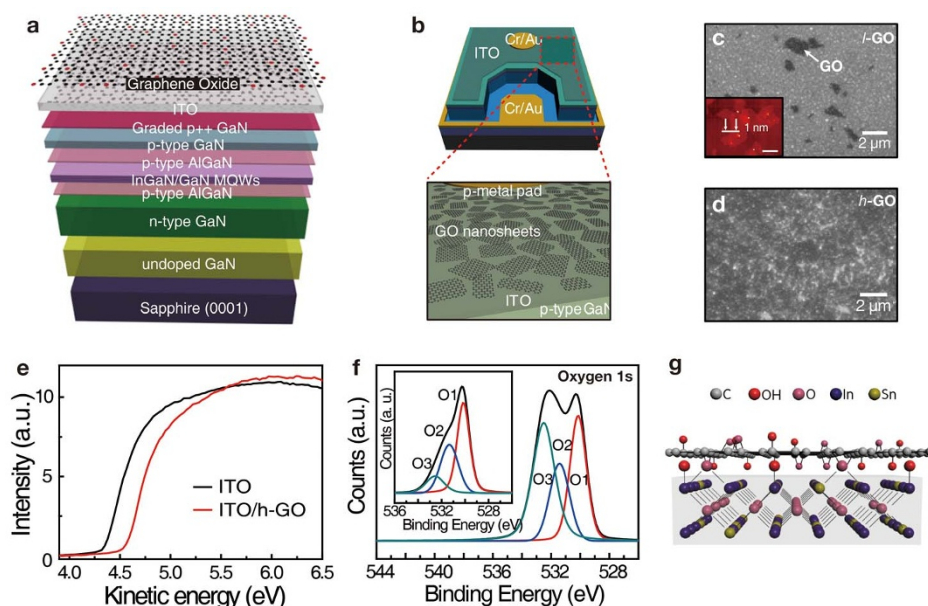 a
Graphene Oxide
ITO
Graded p++ GaN
p-type GaN
p-type AlGaN
InGaN/GaN MQWs
p-type AlGaN
n-type GaN
undoped GaN
Sapphire (0001)
b
Cr/Au
ITO
Cr/Au
p-metal pad
GO nanosheets
ITO
p-type GaN
c
l-GO
GO
1 nm
2 μm
d
h-GO
2 μm
e
Intensity (a.u.)
10
5
0
ITO
ITO/h-GO
4.0 4.5 5.0 5.5 6.0 6.5
Kinetic energy (eV)
f
Oxygen 1s
Counts (a.u.)
Counts (a. u.)
O1
O2
O3
536 532 528
Binding Energy (eV)
O2
O3
O1
544 540 536 532 528
Binding Energy (eV)
g
C OH O In Sn